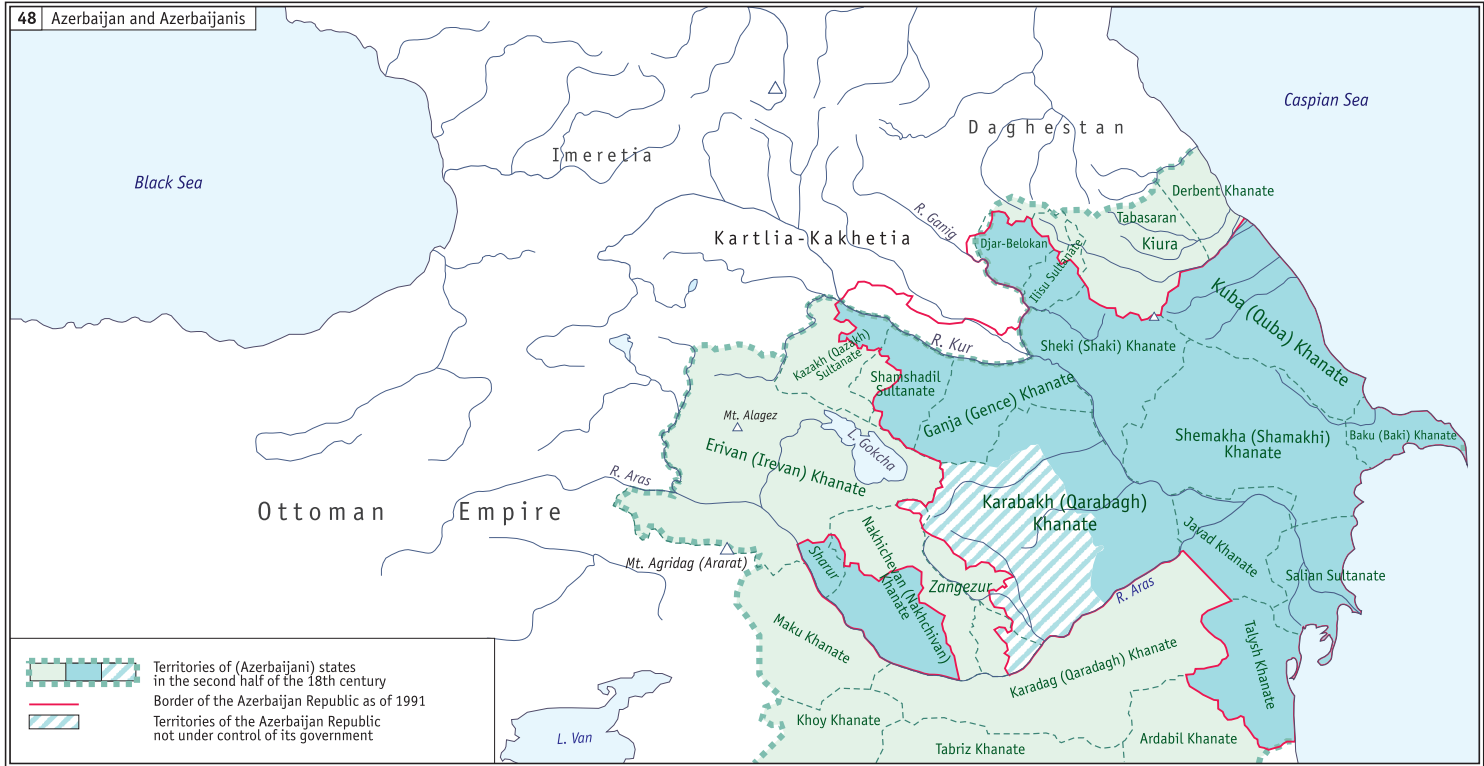 48 Azerbaijan and Azerbaijanis
Caspian Sea
Daghestan
Imeretia
Black Sea
Derbent Khanate
R. Ganig
Tabasaran
Kartlia-Kakhetia
Djar-Belokan
Kiura
Ilisu Sultanate
Kuba (Quba) Khanate
R. Kur
Sheki (Shaki) Khanate
Kazakh (Qazakh)
Sultanate
Shamshadil
Sultanate
Ganja (Gence) Khanate
Mt. Alagez
L. Gokcha
Shemakha (Shamakhi)
Khanate
Baku (Baki) Khanate
Erivan (Irevan) Khanate
R. Aras
Karabakh (Qarabagh)
Khanate
Ottoman Empire
Nakhichevan (Nakhchivan)
Khanate
Javad Khanate
Sharur
Mt. Agridag (Ararat)
Zangezur
R. Aras
Salian Sultanate
Maku Khanate
Talysh Khanate
Karadag (Qaradagh) Khanate
Territories of (Azerbaijani) states
in the second half of the 18th century
Border of the Azerbaijan Republic as of 1991
Territories of the Azerbaijan Republic
not under control of its government
Khoy Khanate
L. Van
Tabriz Khanate
Ardabil Khanate